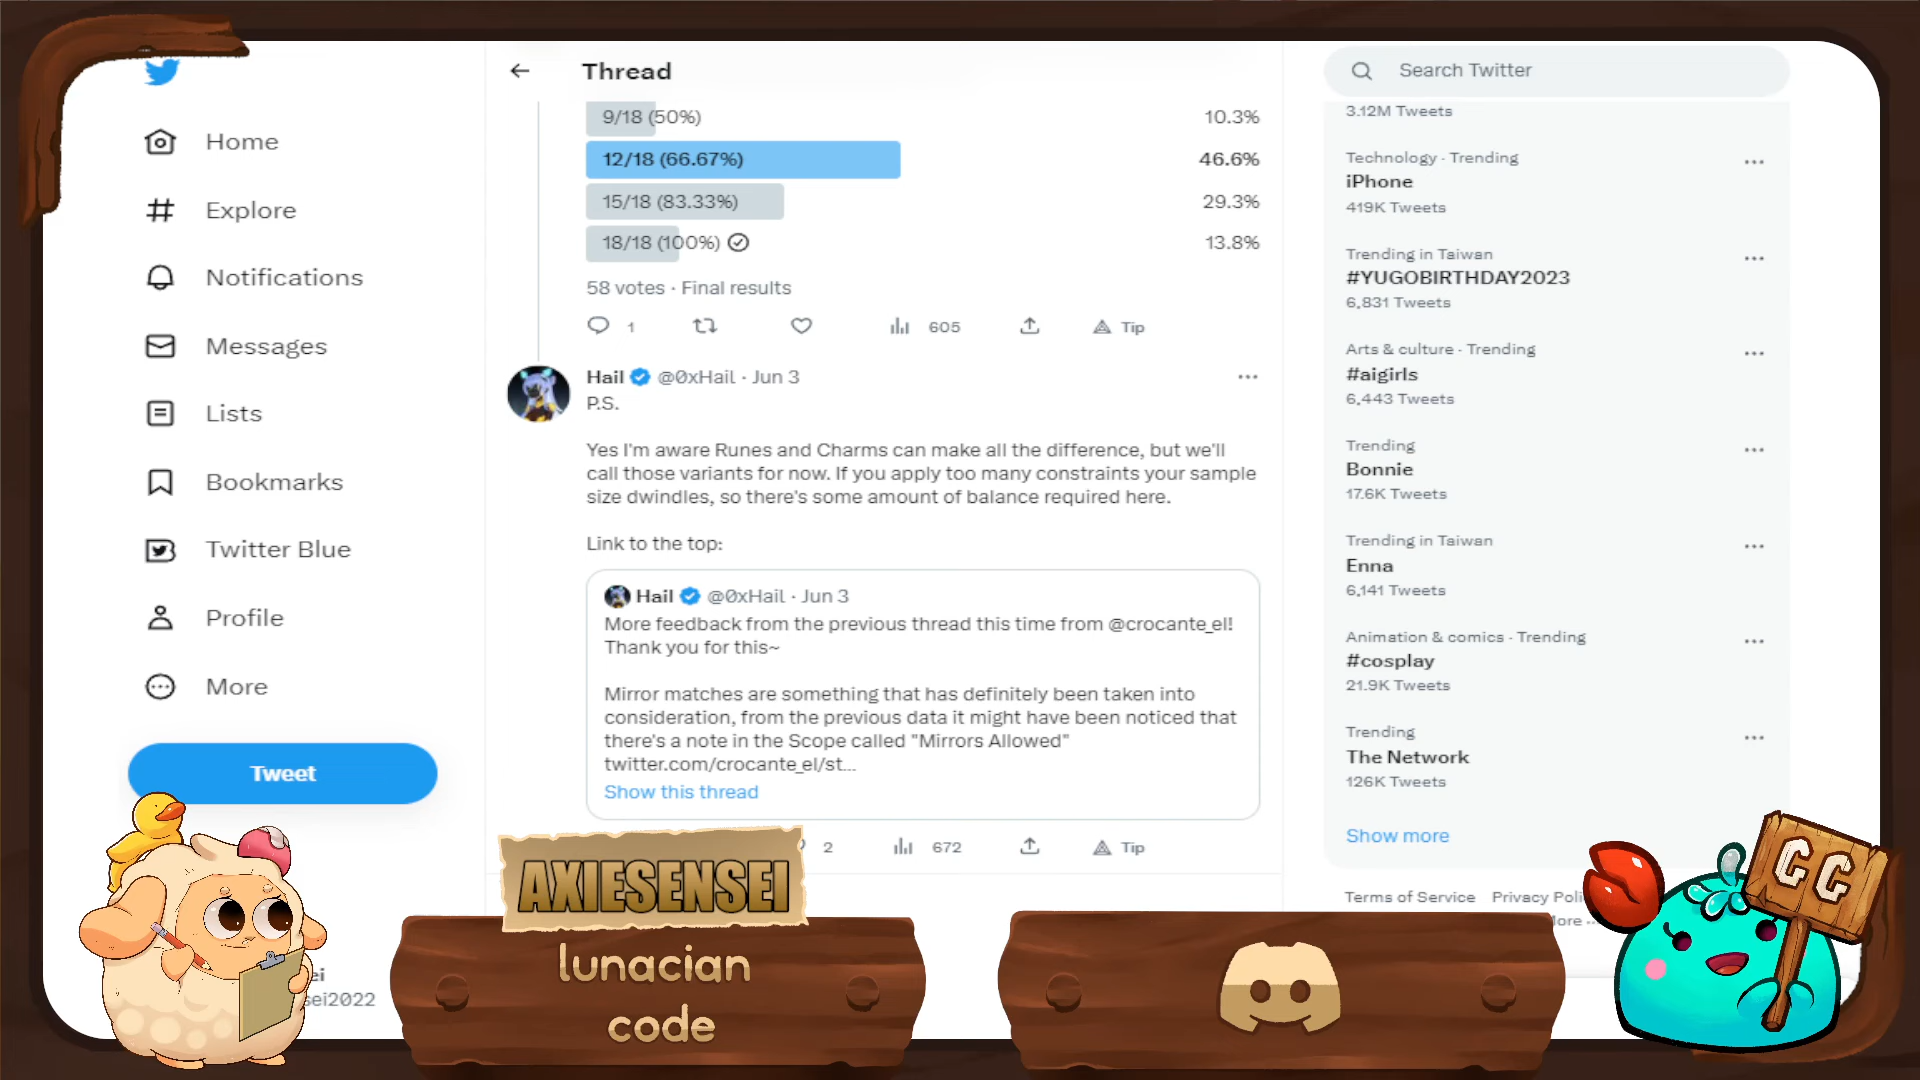 Home
Explore
Notifications
Messages
Lists
Bookmarks
Twitter Blue
Profile
More
Tweet
ei
sei2022
Thread
9/18 (50%) 10.3%
12/18 (66.67%) 46.6%
15/18 (83.33%) 29.3%
18/18 (100%) 13.8%
58 votes · Final results
1 605 Tip
Hail @0xHail · Jun 3
P.S.
Yes I'm aware Runes and Charms can make all the difference, but we'll
call those variants for now. If you apply too many constraints your sample
size dwindles, so there's some amount of balance required here.
Link to the top:
Hail @0xHail · Jun 3
More feedback from the previous thread this time from @crocante_el!
Thank you for this~
Mirror matches are something that has definitely been taken into
consideration, from the previous data it might have been noticed that
there's a note in the Scope called "Mirrors Allowed"
twitter.com/crocante_el/st...
Show this thread
2 672 Tip
Search Twitter
3.12M Tweets
Technology · Trending
iPhone
419K Tweets
Trending in Taiwan
#YUGOBIRTHDAY2023
6,831 Tweets
Arts & culture · Trending
#aigirls
6,443 Tweets
Trending
Bonnie
17.6K Tweets
Trending in Taiwan
Enna
6,141 Tweets
Animation & comics · Trending
#cosplay
21.9K Tweets
Trending
The Network
126K Tweets
Show more
Terms of Service Privacy Poli
More ...
AXIESENSEI
lunacian
code
CC